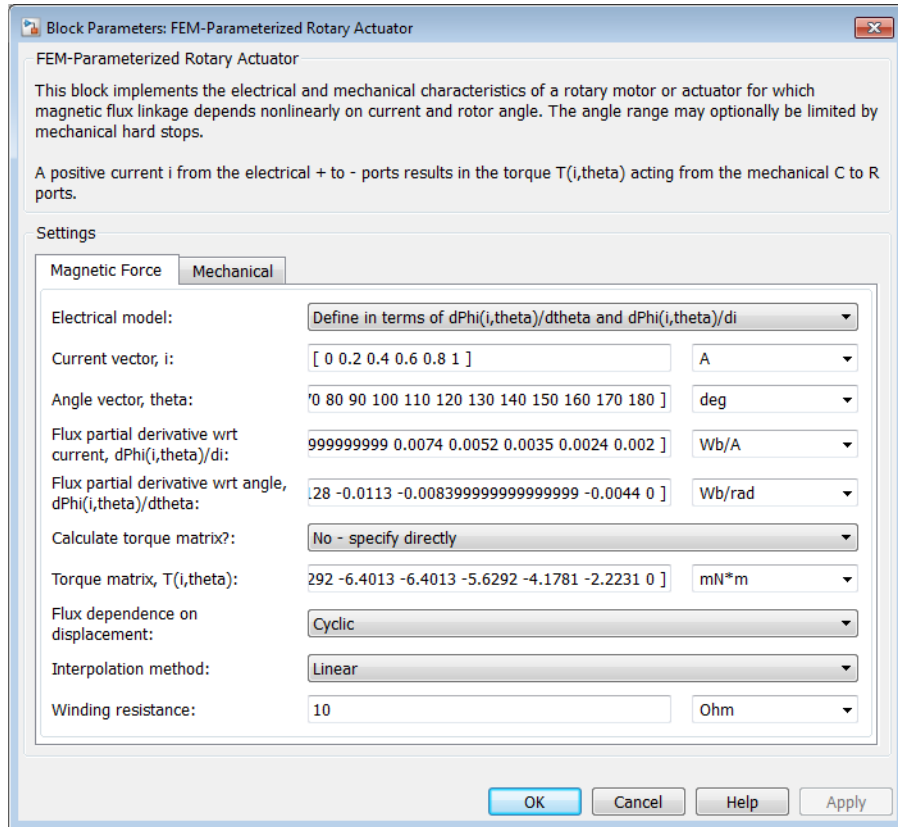 Block Parameters: FEM-Parameterized Rotary Actuator
FEM-Parameterized Rotary Actuator
This block implements the electrical and mechanical characteristics of a rotary motor or actuator for which
magnetic flux linkage depends nonlinearly on current and rotor angle. The angle range may optionally be limited by
mechanical hard stops.
A positive current i from the electrical + to - ports results in the torque T(i,theta) acting from the mechanical C to R
ports.
Settings
Magnetic Force Mechanical
Electrical model: Define in terms of dPhi(i,theta)/dtheta and dPhi(i,theta)/di
Current vector, i: [ 0 0.2 0.4 0.6 0.8 1 ] A
Angle vector, theta: 70 80 90 100 110 120 130 140 150 160 170 180 ] deg
Flux partial derivative wrt
current, dPhi(i,theta)/di: 999999999 0.0074 0.0052 0.0035 0.0024 0.002 ] Wb/A
Flux partial derivative wrt angle,
dPhi(i,theta)/dtheta: 128 -0.0113 -0.008399999999999999 -0.0044 0 ] Wb/rad
Calculate torque matrix?: No - specify directly
Torque matrix, T(i,theta): 292 -6.4013 -6.4013 -5.6292 -4.1781 -2.2231 0 ] mN*m
Flux dependence on
displacement: Cyclic
Interpolation method: Linear
Winding resistance: 10 Ohm
OK Cancel Help Apply